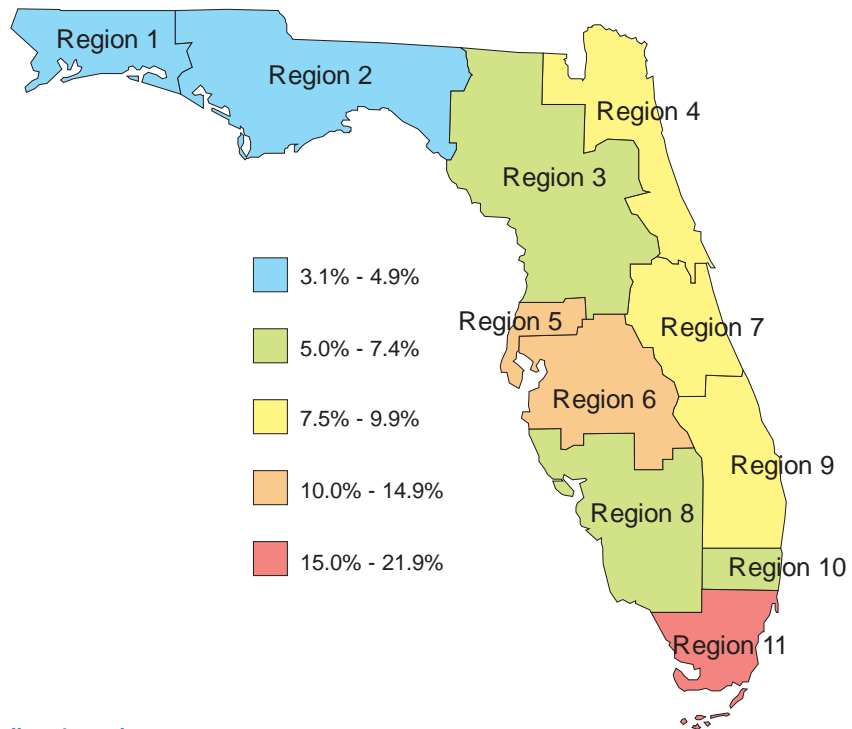 Region 1
Region 2
Region 4
Region 3
3.1% - 4.9%
Region 5
Region 7
5.0% - 7.4%
7.5% - 9.9%
Region 6
10.0% - 14.9%
Region 9
Region 8
15.0% - 21.9%
Region 10
Region 11